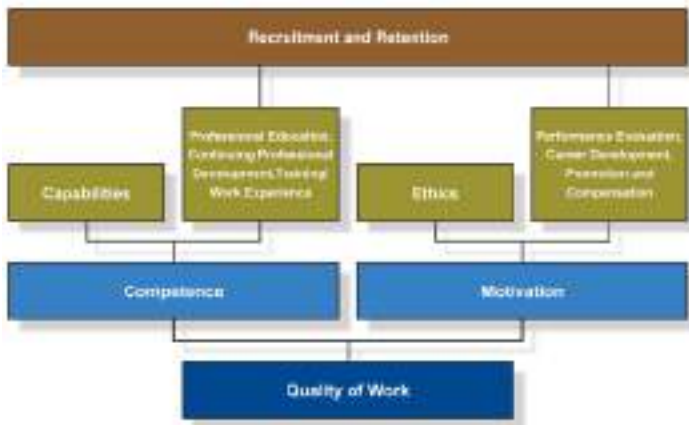 Recruitment and Retention
Professional Education,
Continuing Professional
Development, Training/
Work Experience
Performance Evaluation,
Career Development,
Promotion and
Compensation
Capabilities
Ethics
Competence
Motivation
Quality of Work